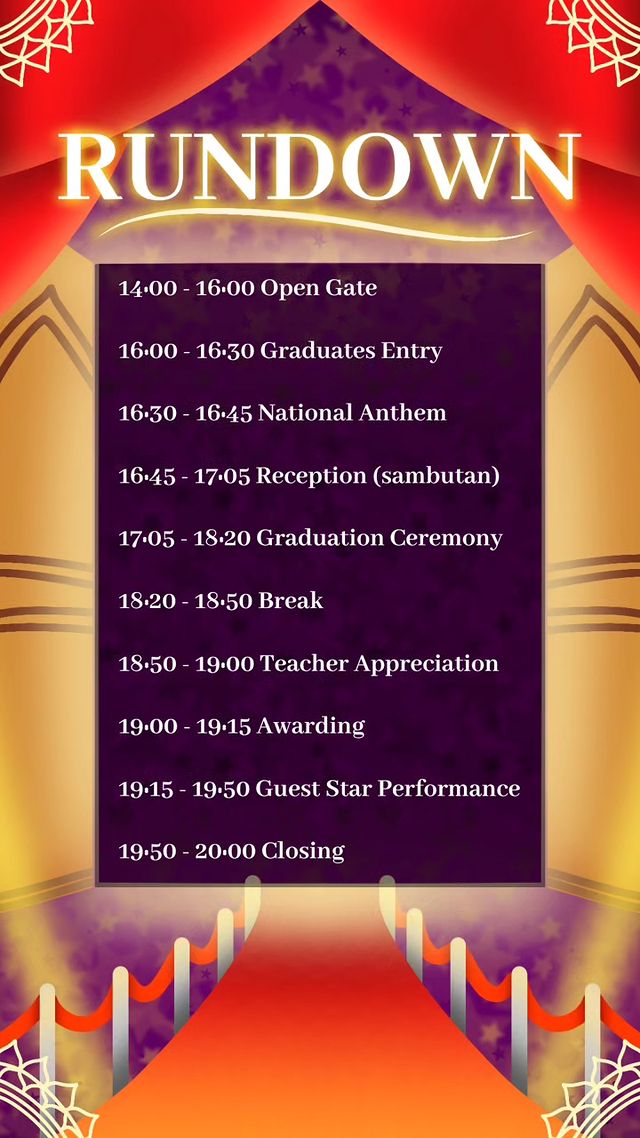 RUNDOWN
14:00 - 16:00 Open Gate
16:00 - 16:30 Graduates Entry
16:30 - 16:45 National Anthem
16:45 - 17:05 Reception (sambutan)
17:05 - 18:20 Graduation Ceremony
18:20 - 18:50 Break
18:50 - 19:00 Teacher Appreciation
19:00 - 19:15 Awarding
19:15 - 19:50 Guest Star Performance
19:50 - 20:00 Closing